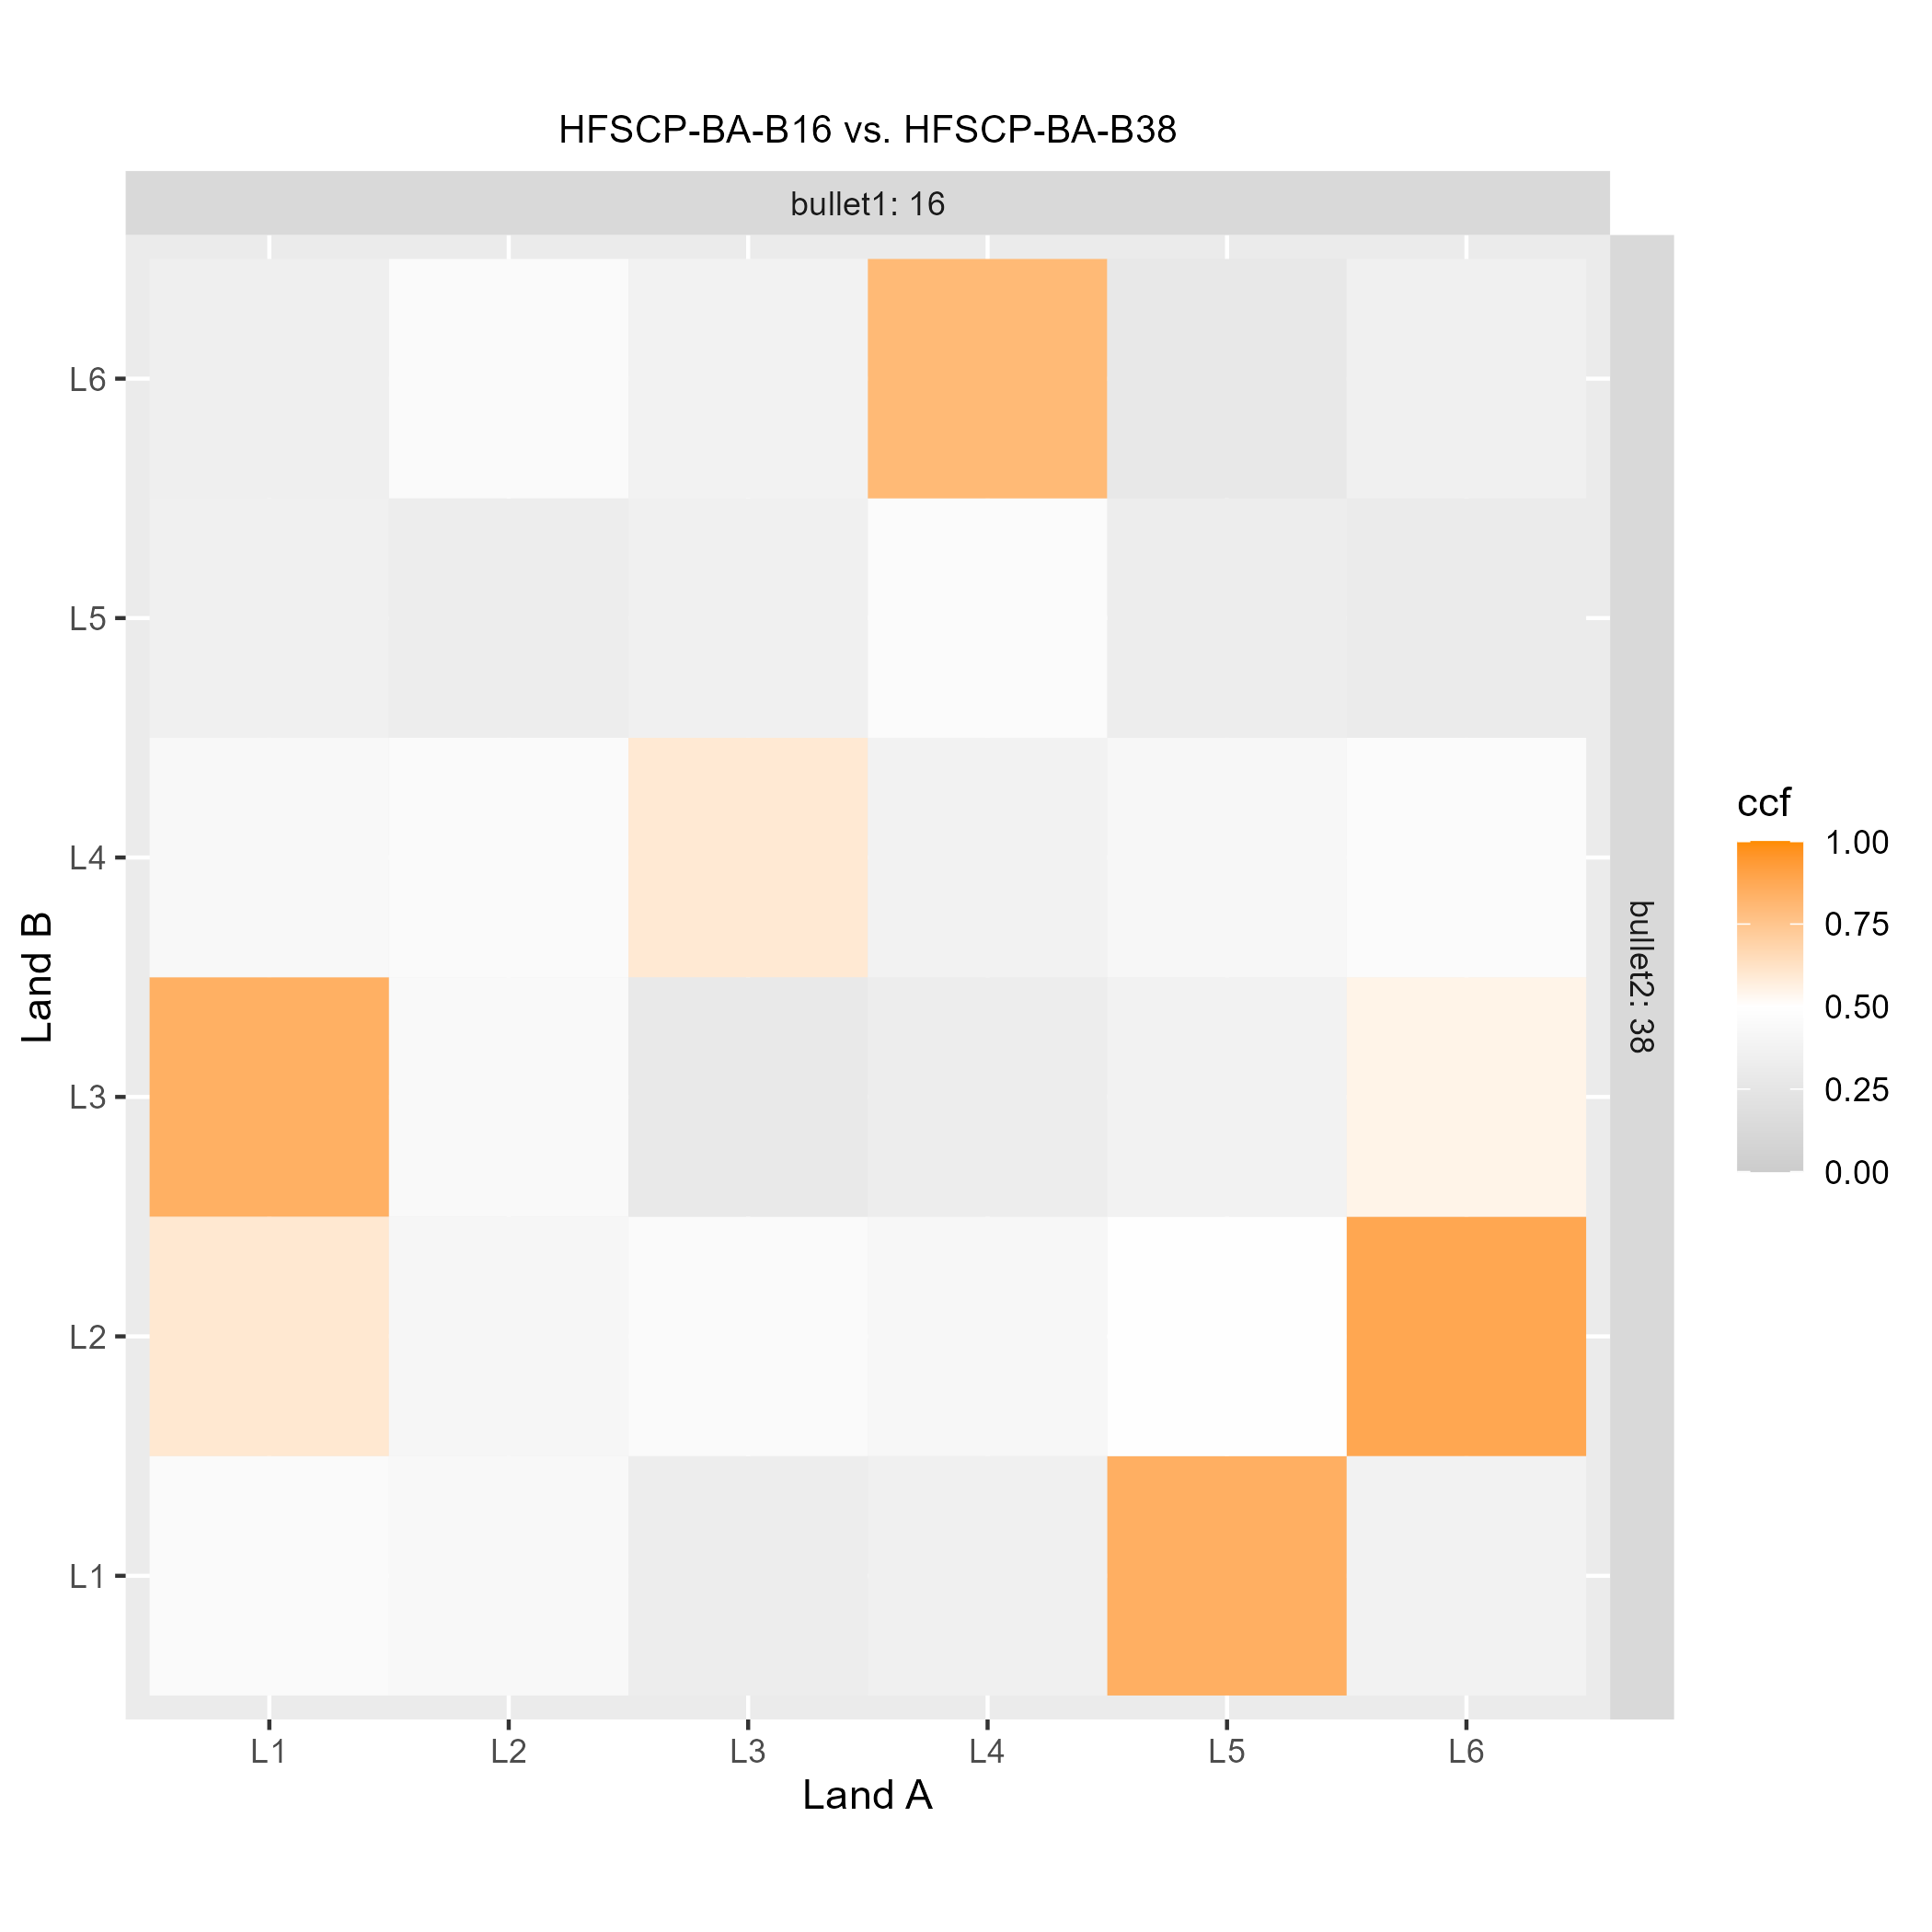 HFSCP-BA-B16 vs. HFSCP-BA-B38
bullet1: 16
L6
L5
L4
L3
L2
L1
Land B
L1 L2 L3 L4 L5 L6
Land A
bullet2: 38
ccf
1.00
0.75
0.50
0.25
0.00